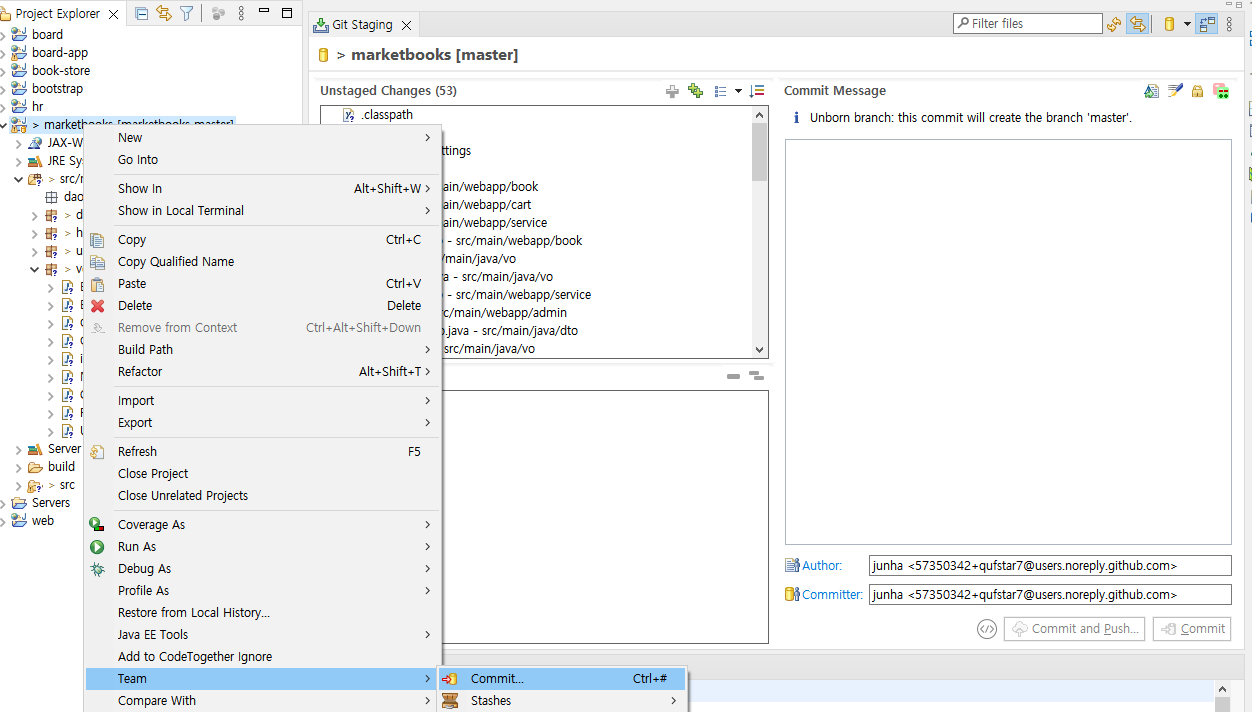 Project Explorer
board
board-app
book-store
bootstrap
hr
> marketbooks [marketbooks master]
JAX-W
JRE Sy
> src/
dao
> d
> h
> u
> v
Server
build
> src
Servers
web
New
Go Into
Show In Alt+Shift+W
Show in Local Terminal
Copy Ctrl+C
Copy Qualified Name
Paste Ctrl+V
Delete Delete
Remove from Context Ctrl+Alt+Shift+Down
Build Path
Refactor Alt+Shift+T
Import
Export
Refresh F5
Close Project
Close Unrelated Projects
Coverage As
Run As
Debug As
Profile As
Restore from Local History...
Java EE Tools
Add to CodeTogether Ignore
Team
Compare With
Commit... Ctrl+#
Stashes
Git Staging
Filter files
> marketbooks [master]
Unstaged Changes (53)
.classpath
ttings
ain/webapp/book
ain/webapp/cart
ain/webapp/service
- src/main/webapp/book
/main/java/vo
a - src/main/java/vo
- src/main/webapp/service
rc/main/webapp/admin
o.java - src/main/java/dto
src/main/java/vo
Commit Message
Unborn branch: this commit will create the branch 'master'.
Author: junha <57350342+qufstar7@users.noreply.github.com>
Committer: junha <57350342+qufstar7@users.noreply.github.com>
Commit and Push...
Commit